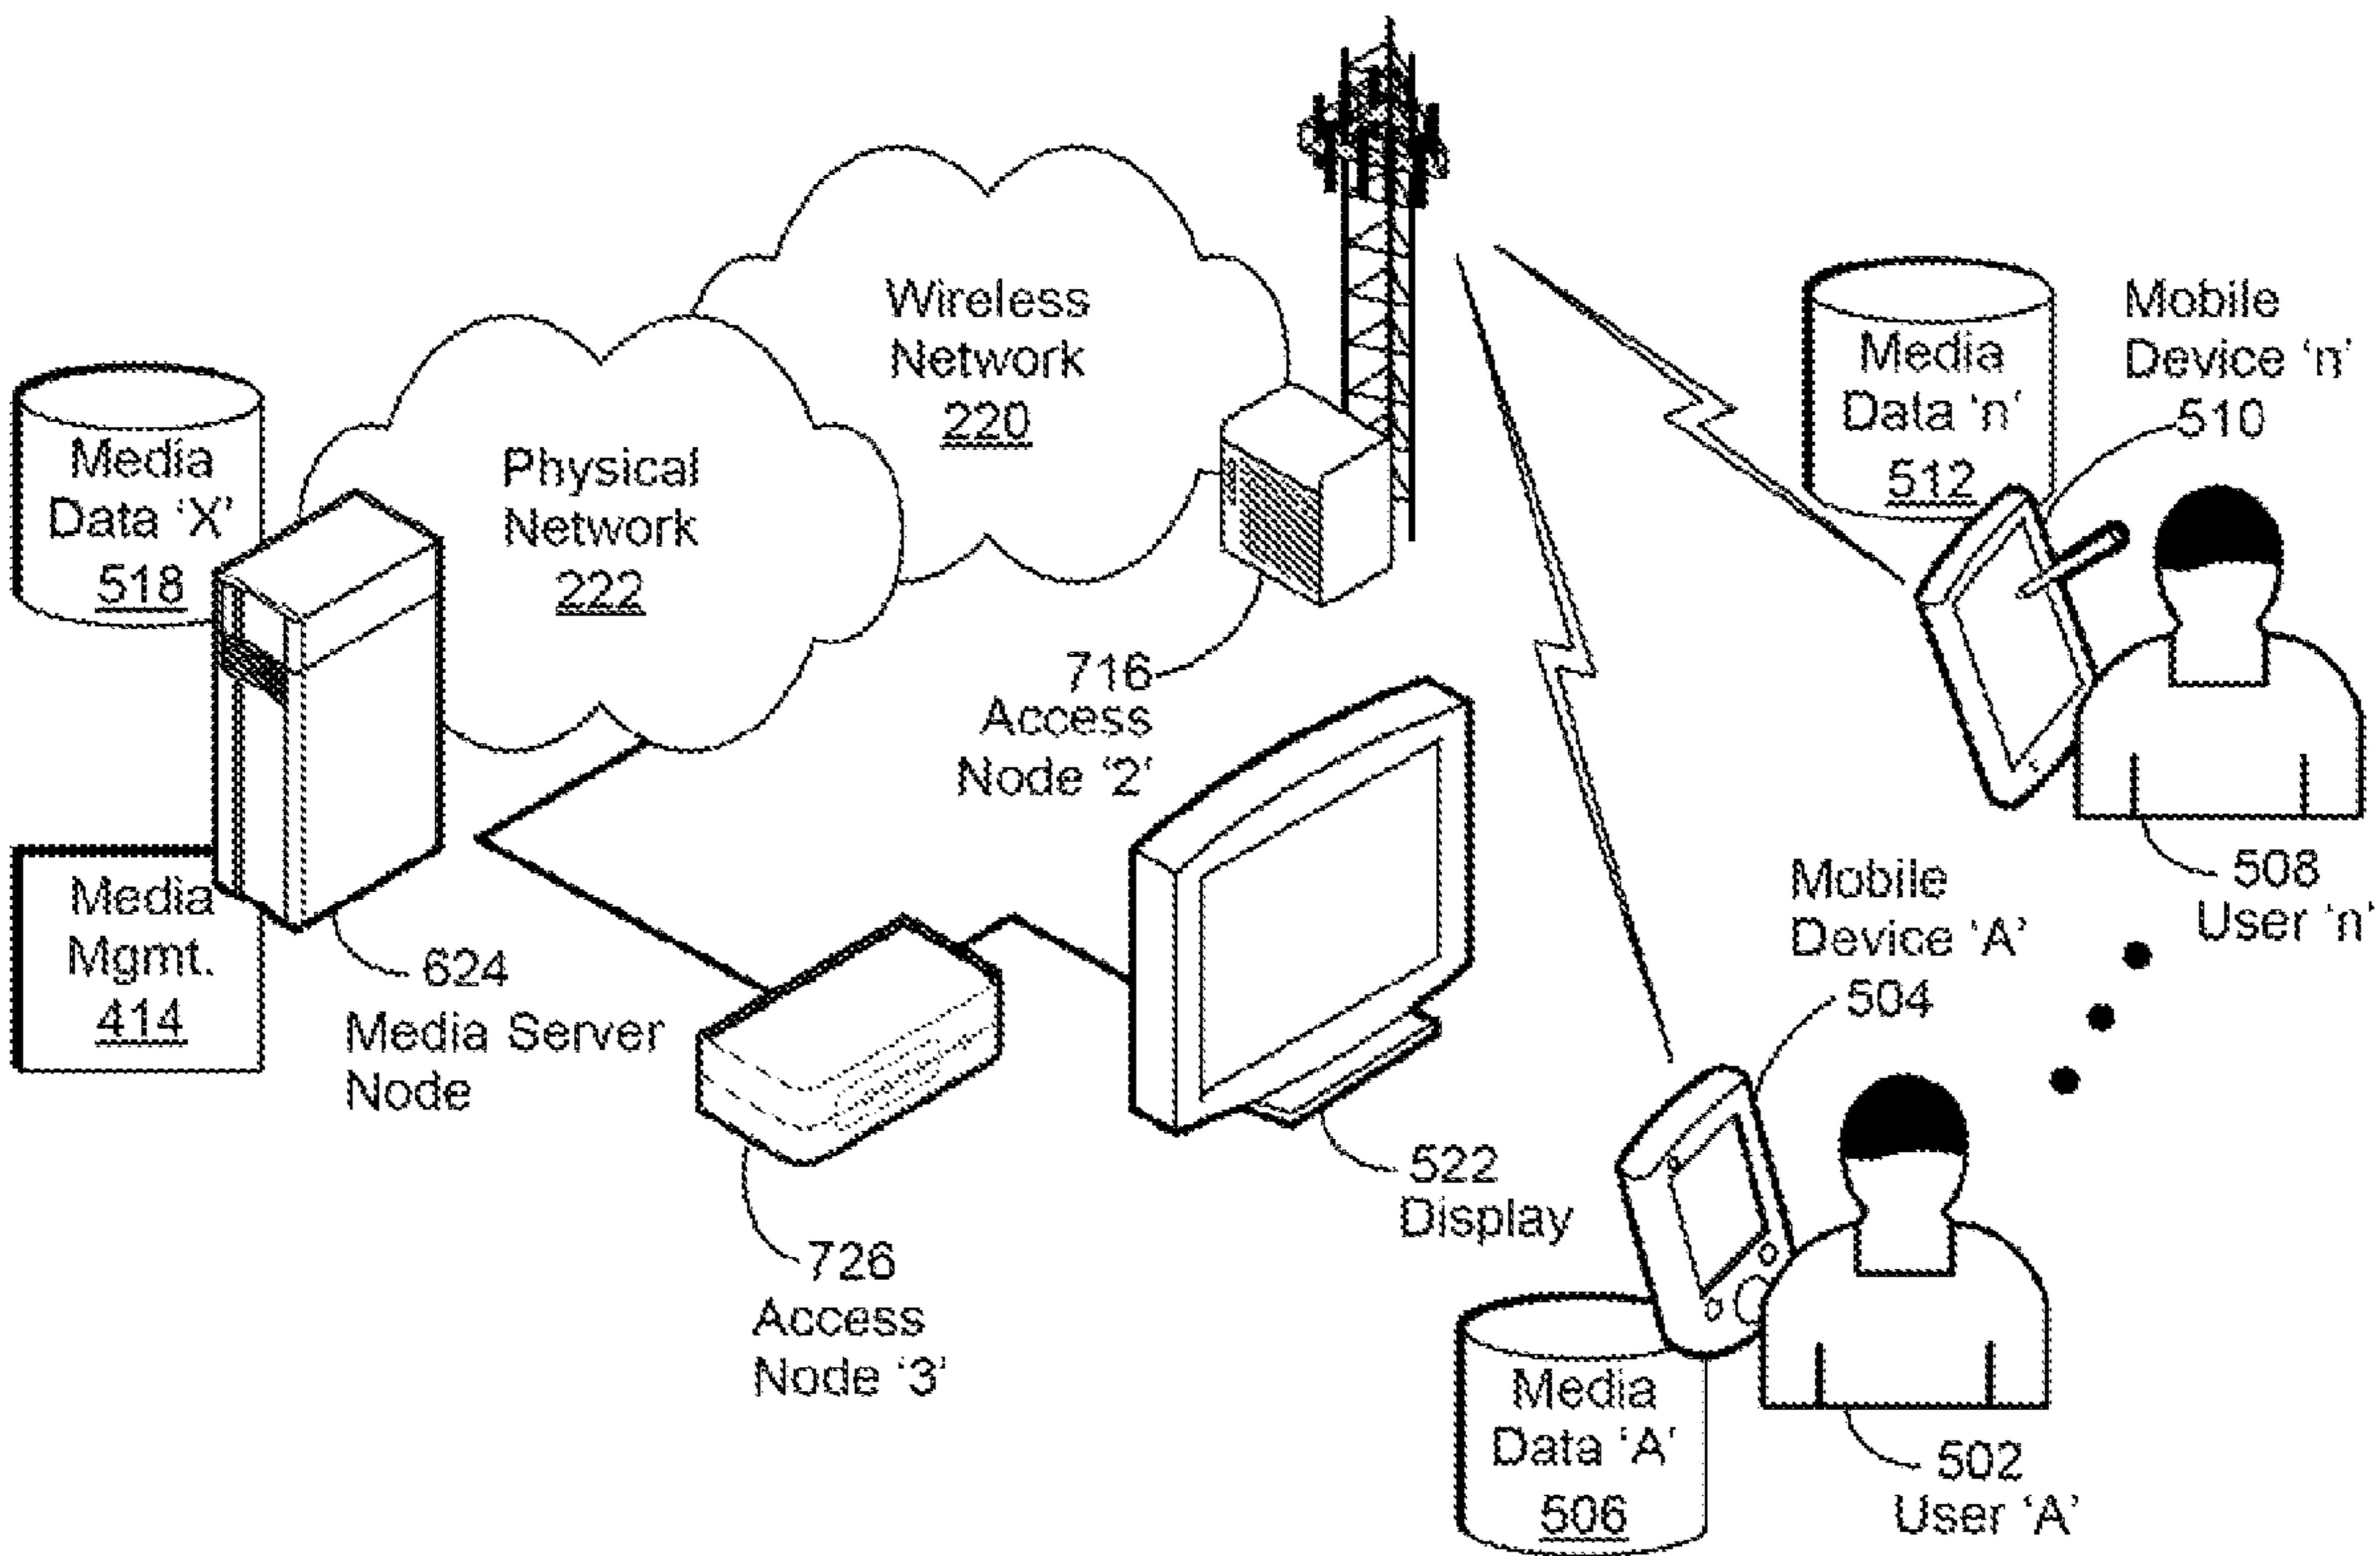 Wireless
Network
220
Physical
Network
222
Media
Data 'X'
518
Media
Data 'n'
512
Mobile
Device 'n'
510
716
Access
Node '2'
508
User 'n'
Media
Mgmt.
414
624
Media Server
Node
Mobile
Device 'A'
504
522
Display
726
Access
Node '3'
Media
Data 'A'
506
502
User 'A'